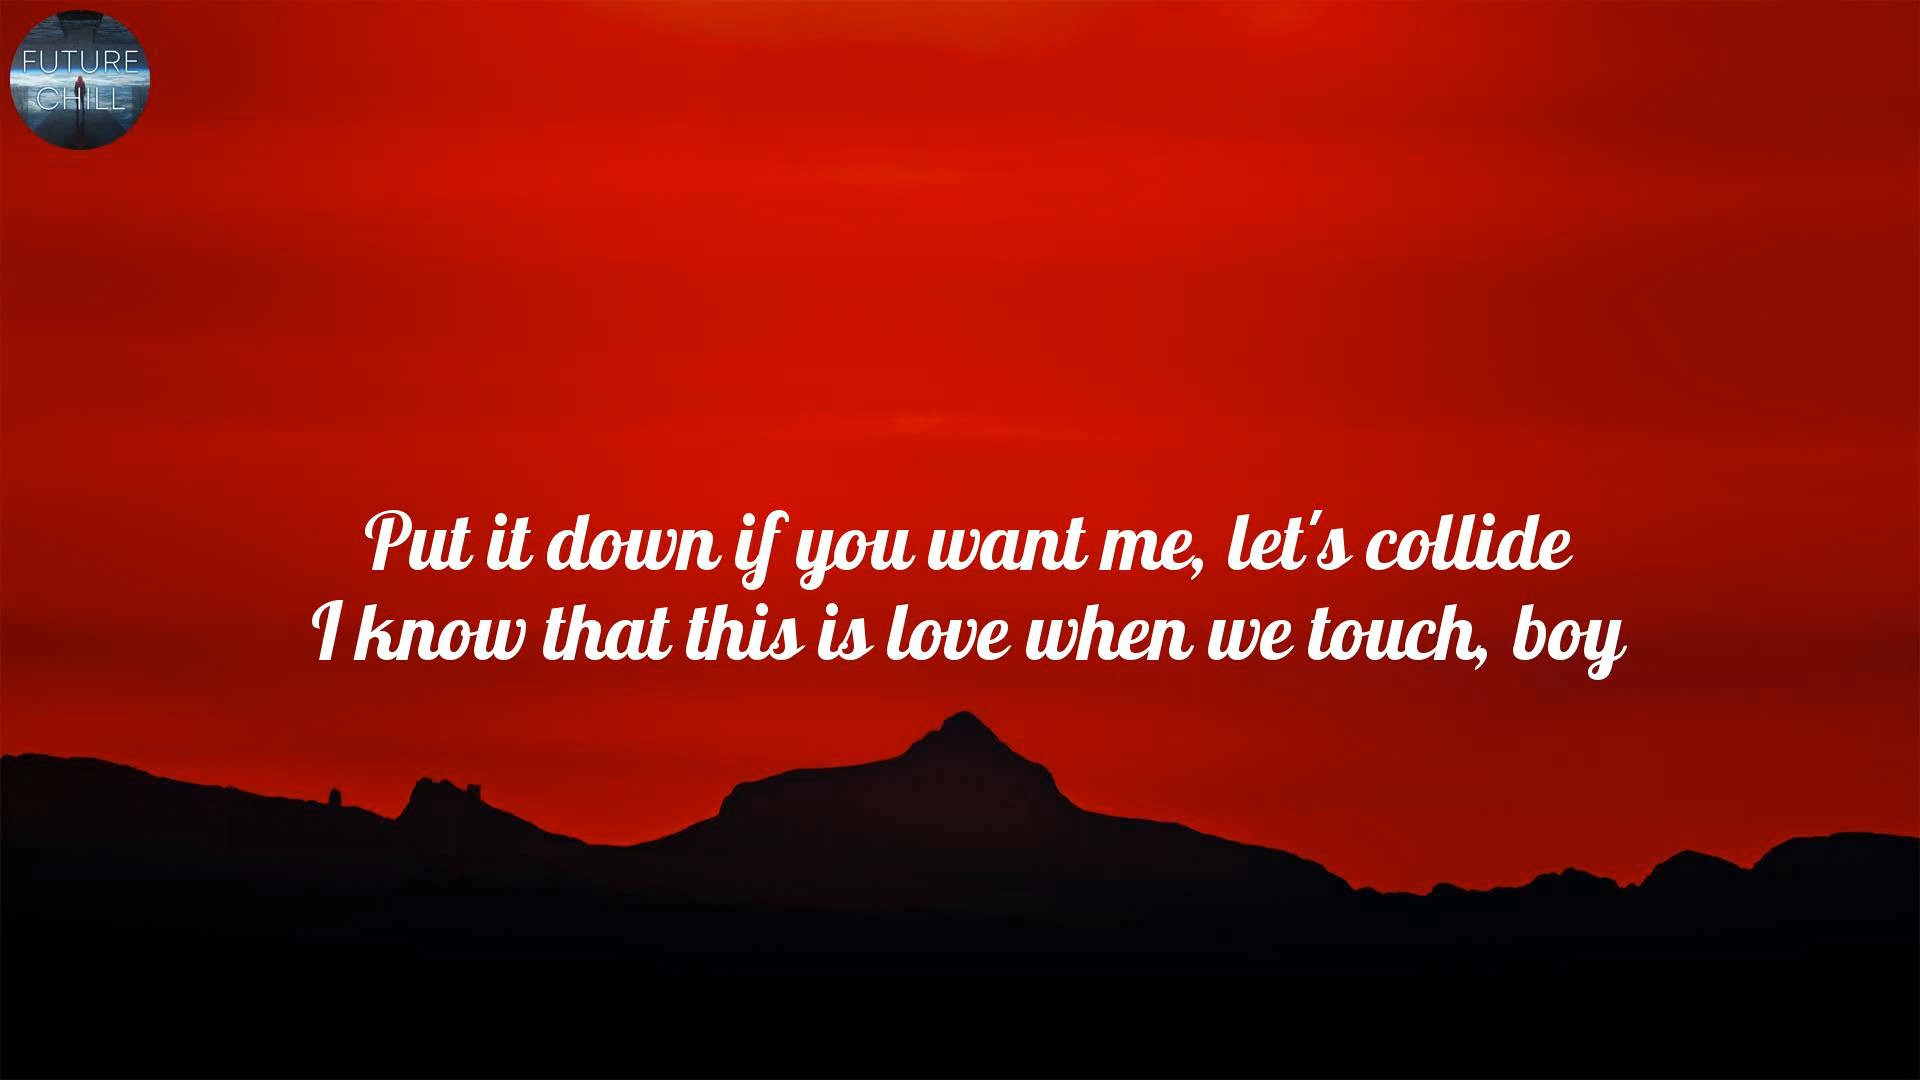 FUTURE
CHILL
Put it down if you want me, let's collide
I know that this is love when we touch, boy